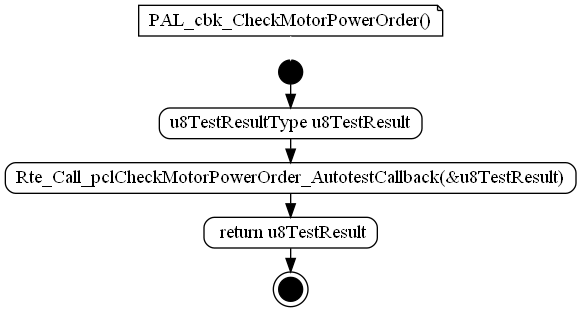 PAL_cbk_CheckMotorPowerOrder()
u8TestResultType u8TestResult
Rte_Call_pclCheckMotorPowerOrder_AutotestCallback(&u8TestResult)
return u8TestResult